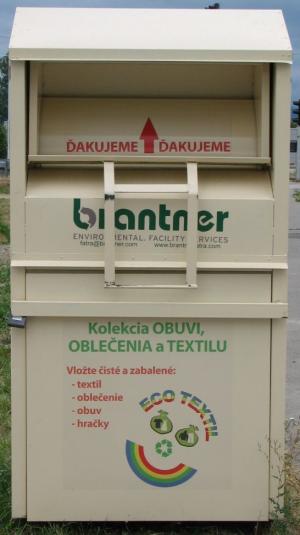 ĎAKUJEME ĎAKUJEME
brantner
ENVIRONMENTAL. FACILITY SERVICES
Kolekcia OBUVI,
OBLEČENIA a TEXTILU
Vložte čisté a zabalené:
- textil
- oblečenie
- obuv
- hračky
ECO TEXTIL